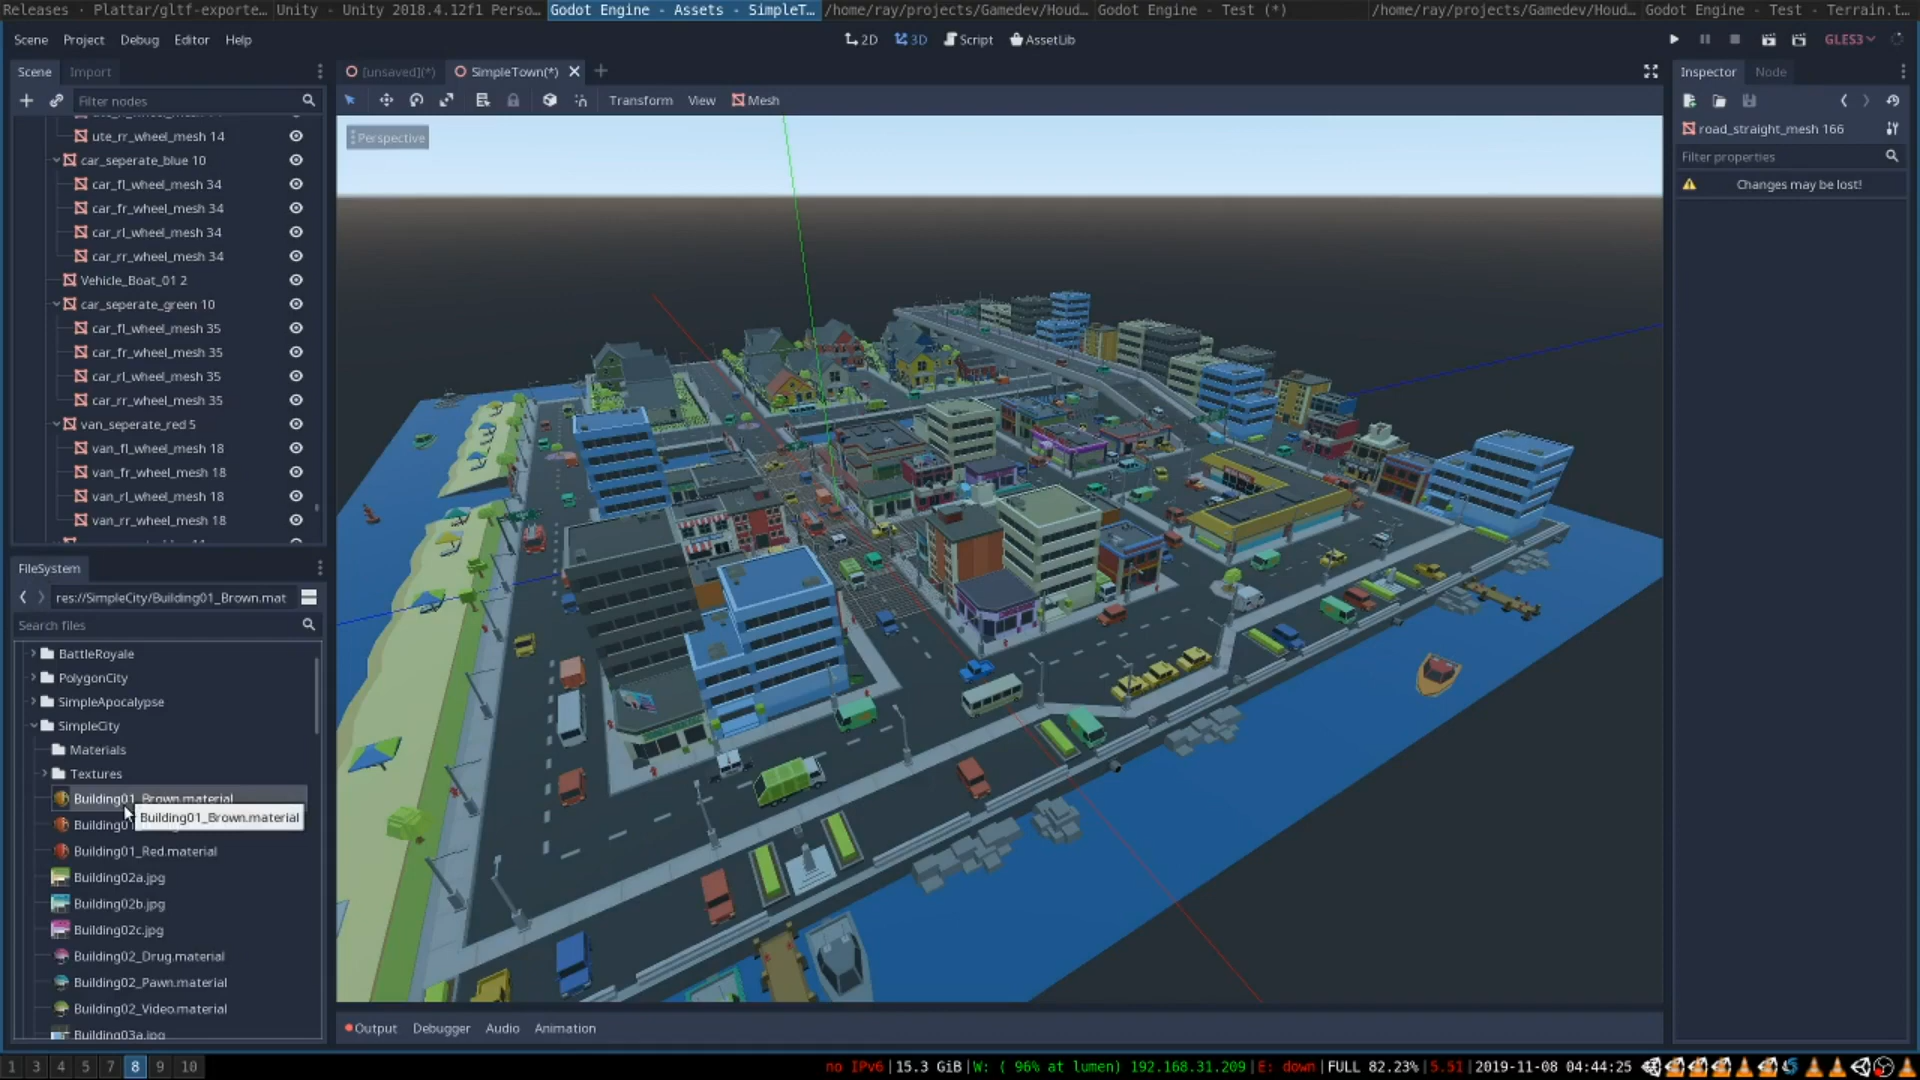 Releases - Plattar/gltf-exporte… Unity - Unity 2018.4.12f1 Perso… Godot Engine - Assets - SimpleT… /home/ray/projects/Gamedev/Houd… Godot Engine - Test (*) /home/ray/projects/Gamedev/Houd… Godot Engine - Test - Terrain.t…
Scene Project Debug Editor Help 2D 3D Script AssetLib GLES3
Scene Import [unsaved](*) SimpleTown(*) Inspector Node
Filter nodes Transform View Mesh
road_straight_mesh 166
Perspective
Filter properties
Changes may be lost!
ute_rr_wheel_mesh 14
car_seperate_blue 10
car_fl_wheel_mesh 34
car_fr_wheel_mesh 34
car_rl_wheel_mesh 34
car_rr_wheel_mesh 34
Vehicle_Boat_01 2
car_seperate_green 10
car_fl_wheel_mesh 35
car_fr_wheel_mesh 35
car_rl_wheel_mesh 35
car_rr_wheel_mesh 35
van_seperate_red 5
van_fl_wheel_mesh 18
van_fr_wheel_mesh 18
van_rl_wheel_mesh 18
van_rr_wheel_mesh 18
FileSystem
res://SimpleCity/Building01_Brown.mat
Search files
BattleRoyale
PolygonCity
SimpleApocalypse
SimpleCity
Materials
Textures
Building01_Brown.material
Building01_Brown.material
Building01_Red.material
Building02a.jpg
Building02b.jpg
Building02c.jpg
Building02_Drug.material
Building02_Pawn.material
Building02_Video.material
Building03a.jpg
Output Debugger Audio Animation
1 3 4 5 7 8 9 10 no IPv6|15.3 GiB|W: ( 96% at lumen) 192.168.31.209|E: down|FULL 82.23%|5.51|2019-11-08 04:44:25